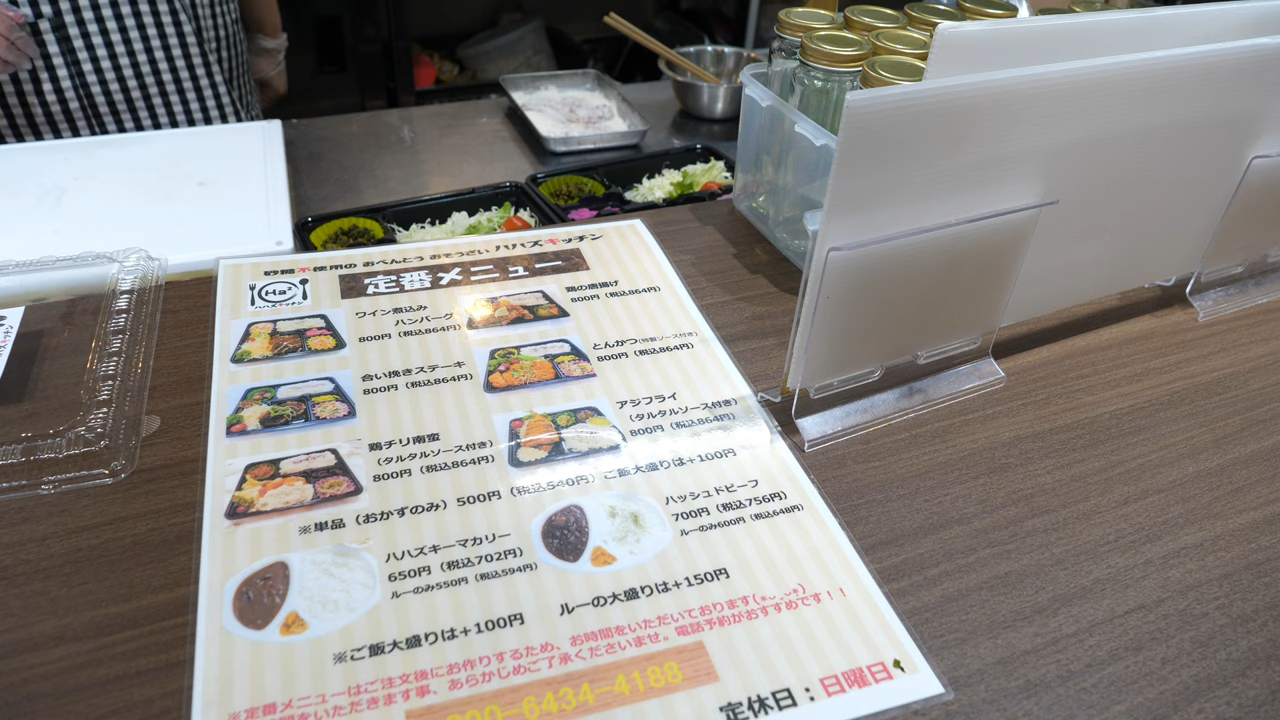 砂糖不使用の おべんとう おそうざい ハハズキッチン
定番メニュー
Ha²
ハハズキッチン
ワイン煮込み
ハンバーグ
800円（税込864円）
鶏の唐揚げ
800円（税込864円）
合い挽きステーキ
800円（税込864円）
とんかつ（特製ソース付き）
800円（税込864円）
鶏チリ南蛮
（タルタルソース付き）
800円（税込864円）
アジフライ
（タルタルソース付き）
800円（税込864円）
※単品（おかずのみ）500円（税込540円）ご飯大盛りは+100円
ハハズキーマカリー
650円（税込702円）
ルーのみ550円（税込594円）
ハッシュドビーフ
700円（税込756円）
ルーのみ600円（税込648円）
※ご飯大盛りは+100円
ルーの大盛りは+150円
※定番メニューはご注文後にお作りするため、お時間をいただいております
時間をいただきます事、あらかじめご了承くださいませ。電話予約がおすすめです！！
-6434-4188
定休日：日曜日